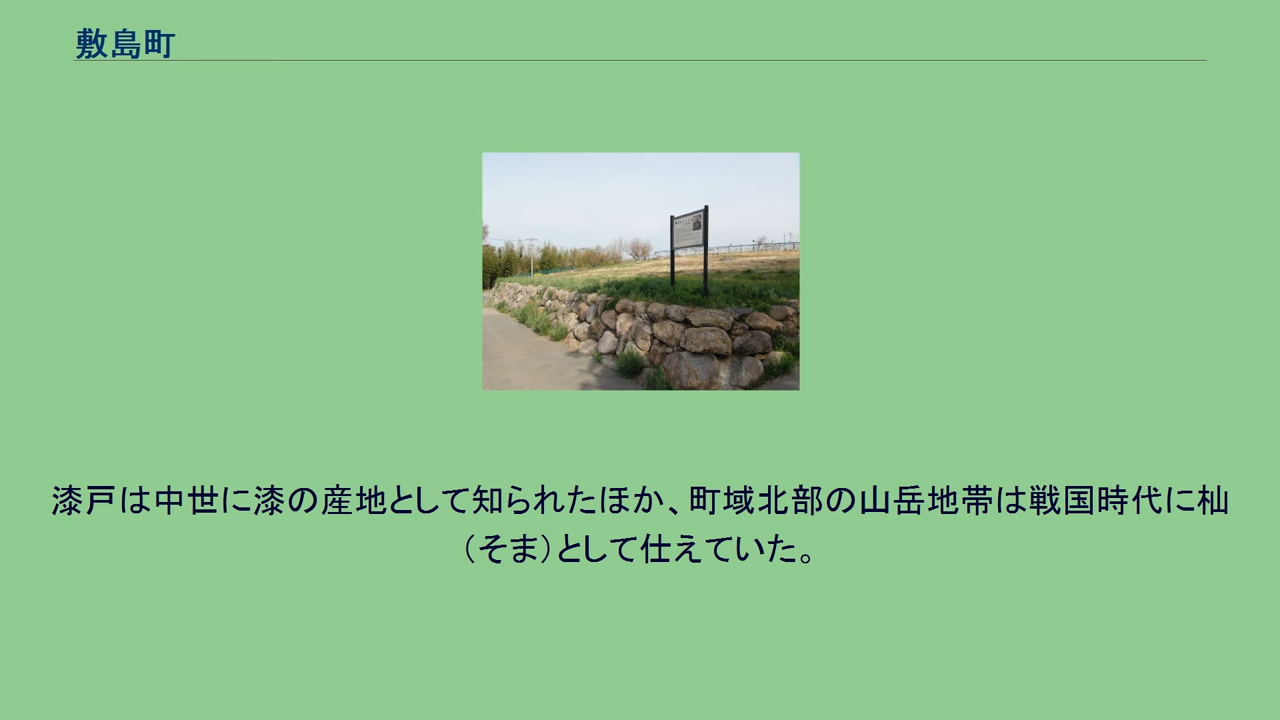 敷島町
漆戸は中世に漆の産地として知られたほか、町域北部の山岳地帯は戦国時代に杣
（そま）として仕えていた。